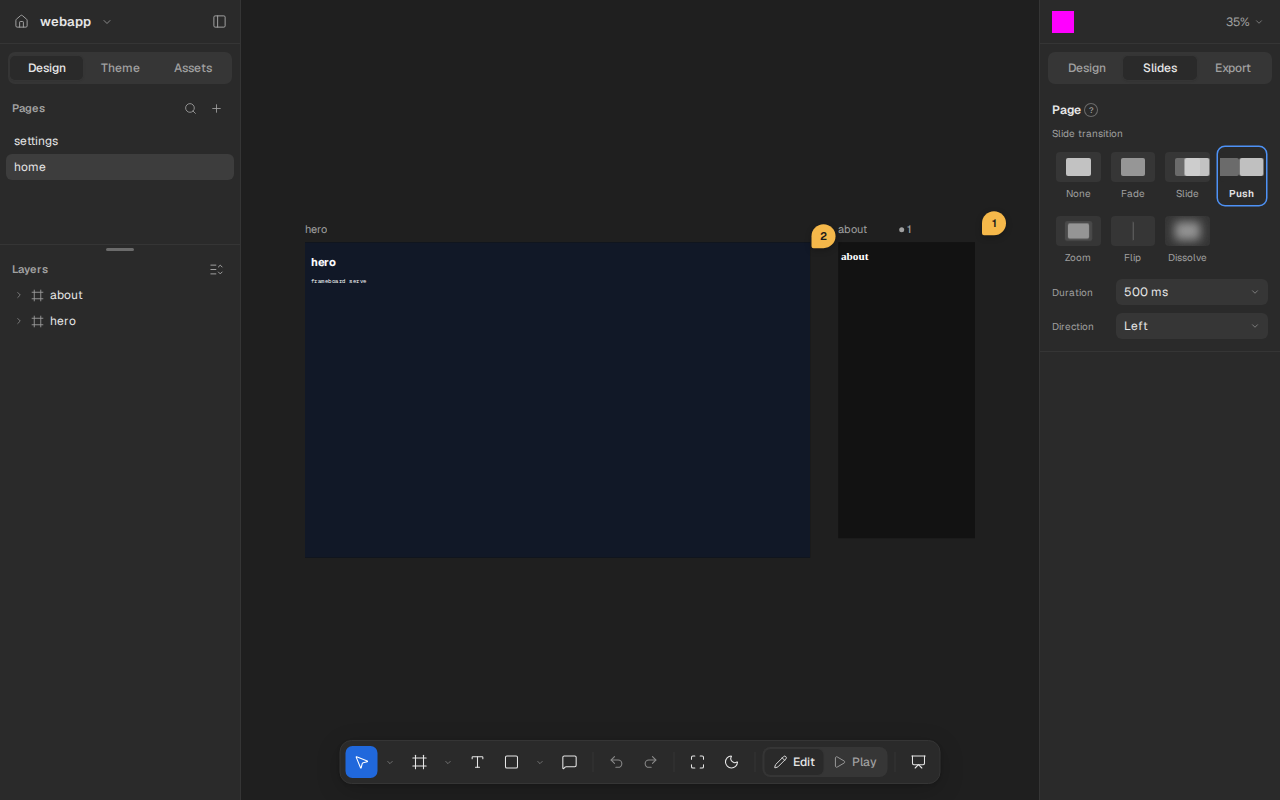 webapp
Design Theme Assets
Pages
settings
home
Layers
about
hero
hero
2
about
1
1
hero
frameboard serve
about
Edit
Play
35%
Design Slides Export
Page ?
Slide transition
None Fade Slide Push
Zoom Flip Dissolve
Duration 500 ms
Direction Left